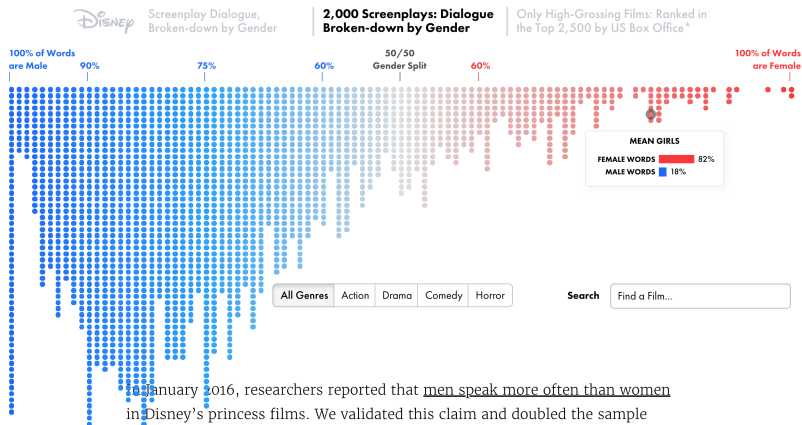 Disney
Screenplay Dialogue,
Broken-down by Gender
2,000 Screenplays: Dialogue
Broken-down by Gender
Only High-Grossing Films: Ranked in
the Top 2,500 by US Box Office*
100% of Words
are Male
90%
75%
60%
50/50
Gender Split
60%
100% of Words
are Female
MEAN GIRLS
FEMALE WORDS 82%
MALE WORDS 18%
All Genres Action Drama Comedy Horror
Search Find a Film...
In January 2016, researchers reported that men speak more often than women
in Disney's princess films. We validated this claim and doubled the sample